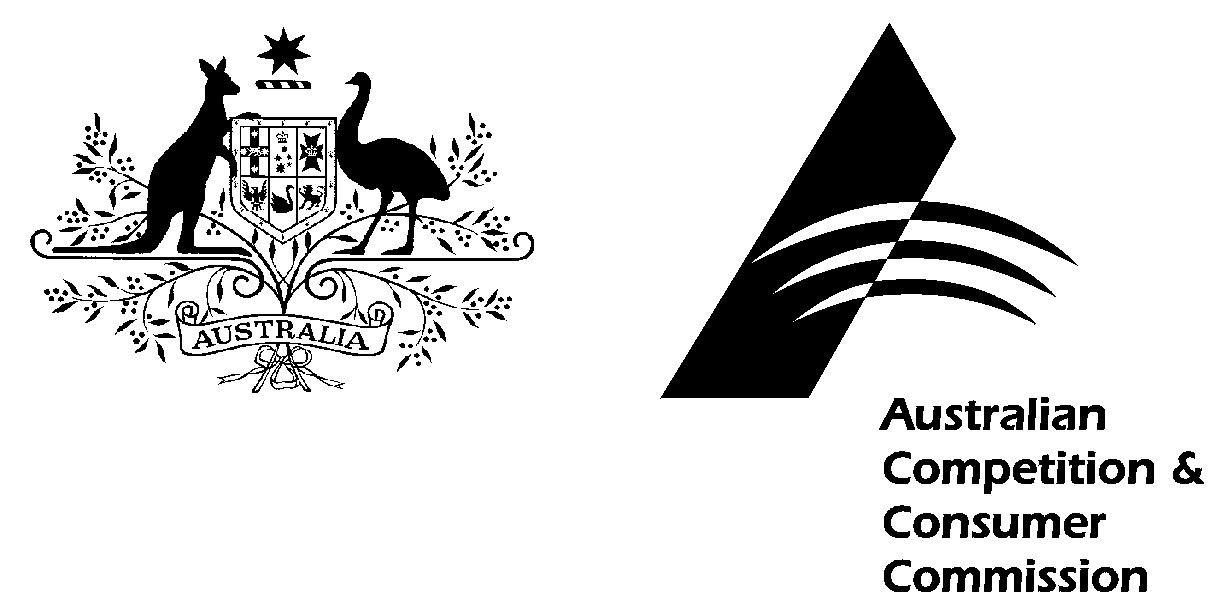 AUSTRALIA
Australian
Competition &
Consumer
Commission